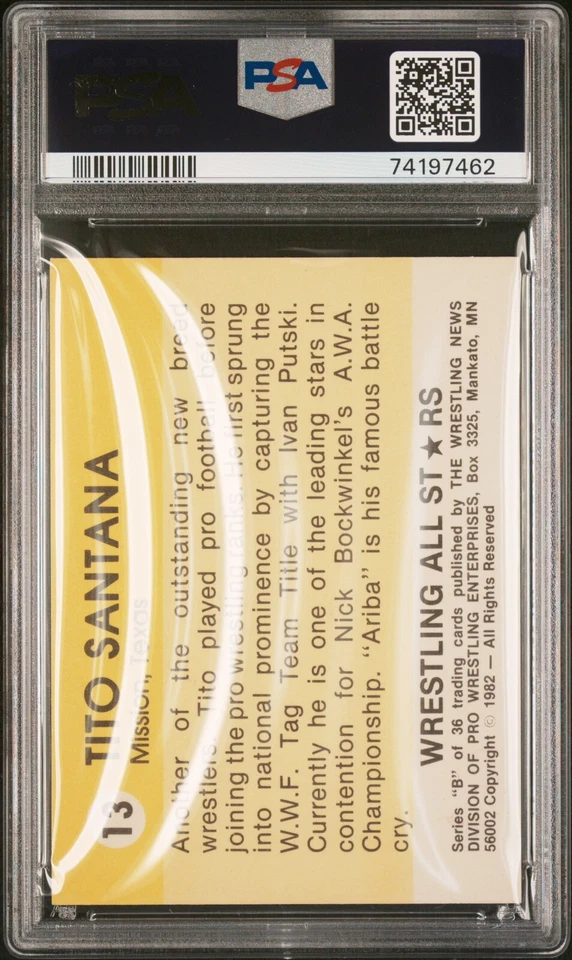 PSA
74197462
13
TITO SANTANA
Mission, Texas
Another of the outstanding new breed
wrestlers. Tito played pro football before
joining the pro wrestling ranks. He first sprung
into national prominence by capturing the
W.W.F. Tag Team Title with Ivan Putski.
Currently he is one of the leading stars in
contention for Nick Bockwinkel's A.W.A.
Championship. "Ariba" is his famous battle
cry.
WRESTLING ALL ST★RS
Series "B" of 36 trading cards published by THE WRESTLING NEWS
DIVISION OF PRO WRESTLING ENTERPRISES, Box 3325, Mankato, MN
56002 Copyright © 1982 — All Rights Reserved